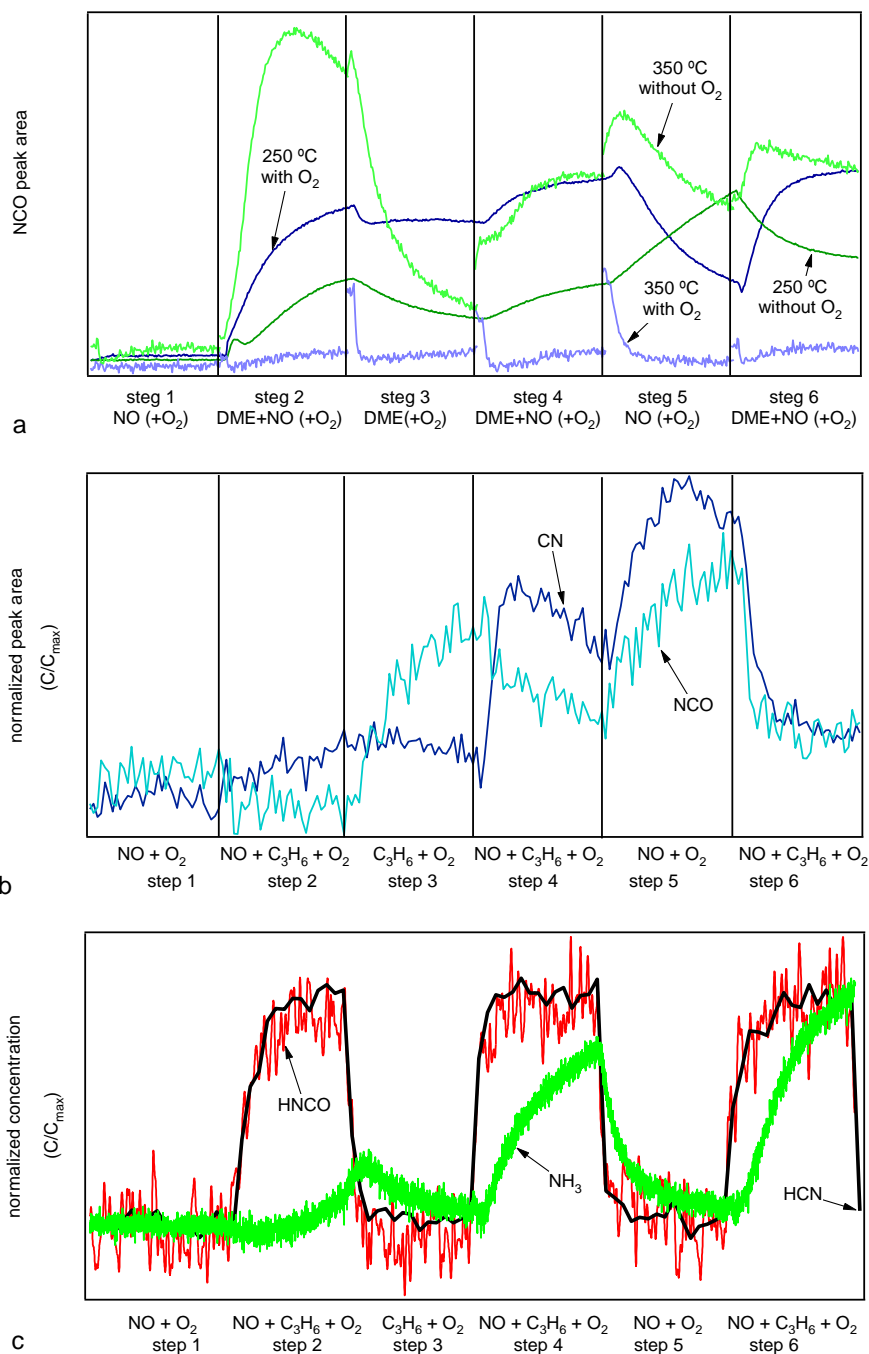 NCO peak area
350 ºC
without O2
250 ºC
with O2
350 ºC
with O2
250 ºC
without O2
steg 1
NO (+O2)
steg 2
DME+NO (+O2)
steg 3
DME(+O2)
steg 4
DME+NO (+O2)
steg 5
NO (+O2)
steg 6
DME+NO (+O2)
a
normalized peak area
(C/Cmax)
CN
NCO
NO + O2
step 1
NO + C3H6 + O2
step 2
C3H6 + O2
step 3
NO + C3H6 + O2
step 4
NO + O2
step 5
NO + C3H6 + O2
step 6
b
normalized concentration
(C/Cmax)
HNCO
NH3
HCN
NO + O2
step 1
NO + C3H6 + O2
step 2
C3H6 + O2
step 3
NO + C3H6 + O2
step 4
NO + O2
step 5
NO + C3H6 + O2
step 6
c